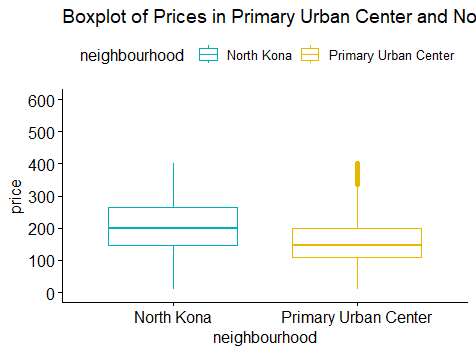 Boxplot of Prices in Primary Urban Center and No
neighbourhood North Kona Primary Urban Center
600
500
400
300
200
100
0
price
North Kona Primary Urban Center
neighbourhood